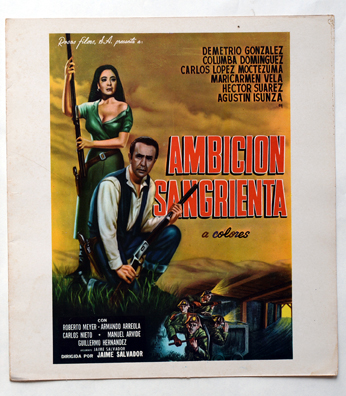 Rosas films, S.A. presenta a:
DEMETRIO GONZALEZ
COLUMBA DOMINGUEZ
CARLOS LOPEZ MOCTEZUMA
MARICARMEN VELA
HECTOR SUAREZ
AGUSTIN ISUNZA
AMBICION
SANGRIENTA
a colores
CON
ROBERTO MEYER - ARMANDO ARREOLA
CARLOS NIETO - MANUEL ARVIDE
GUILLERMO HERNANDEZ
JAIME SALVADOR
DIRIGIDA POR JAIME SALVADOR